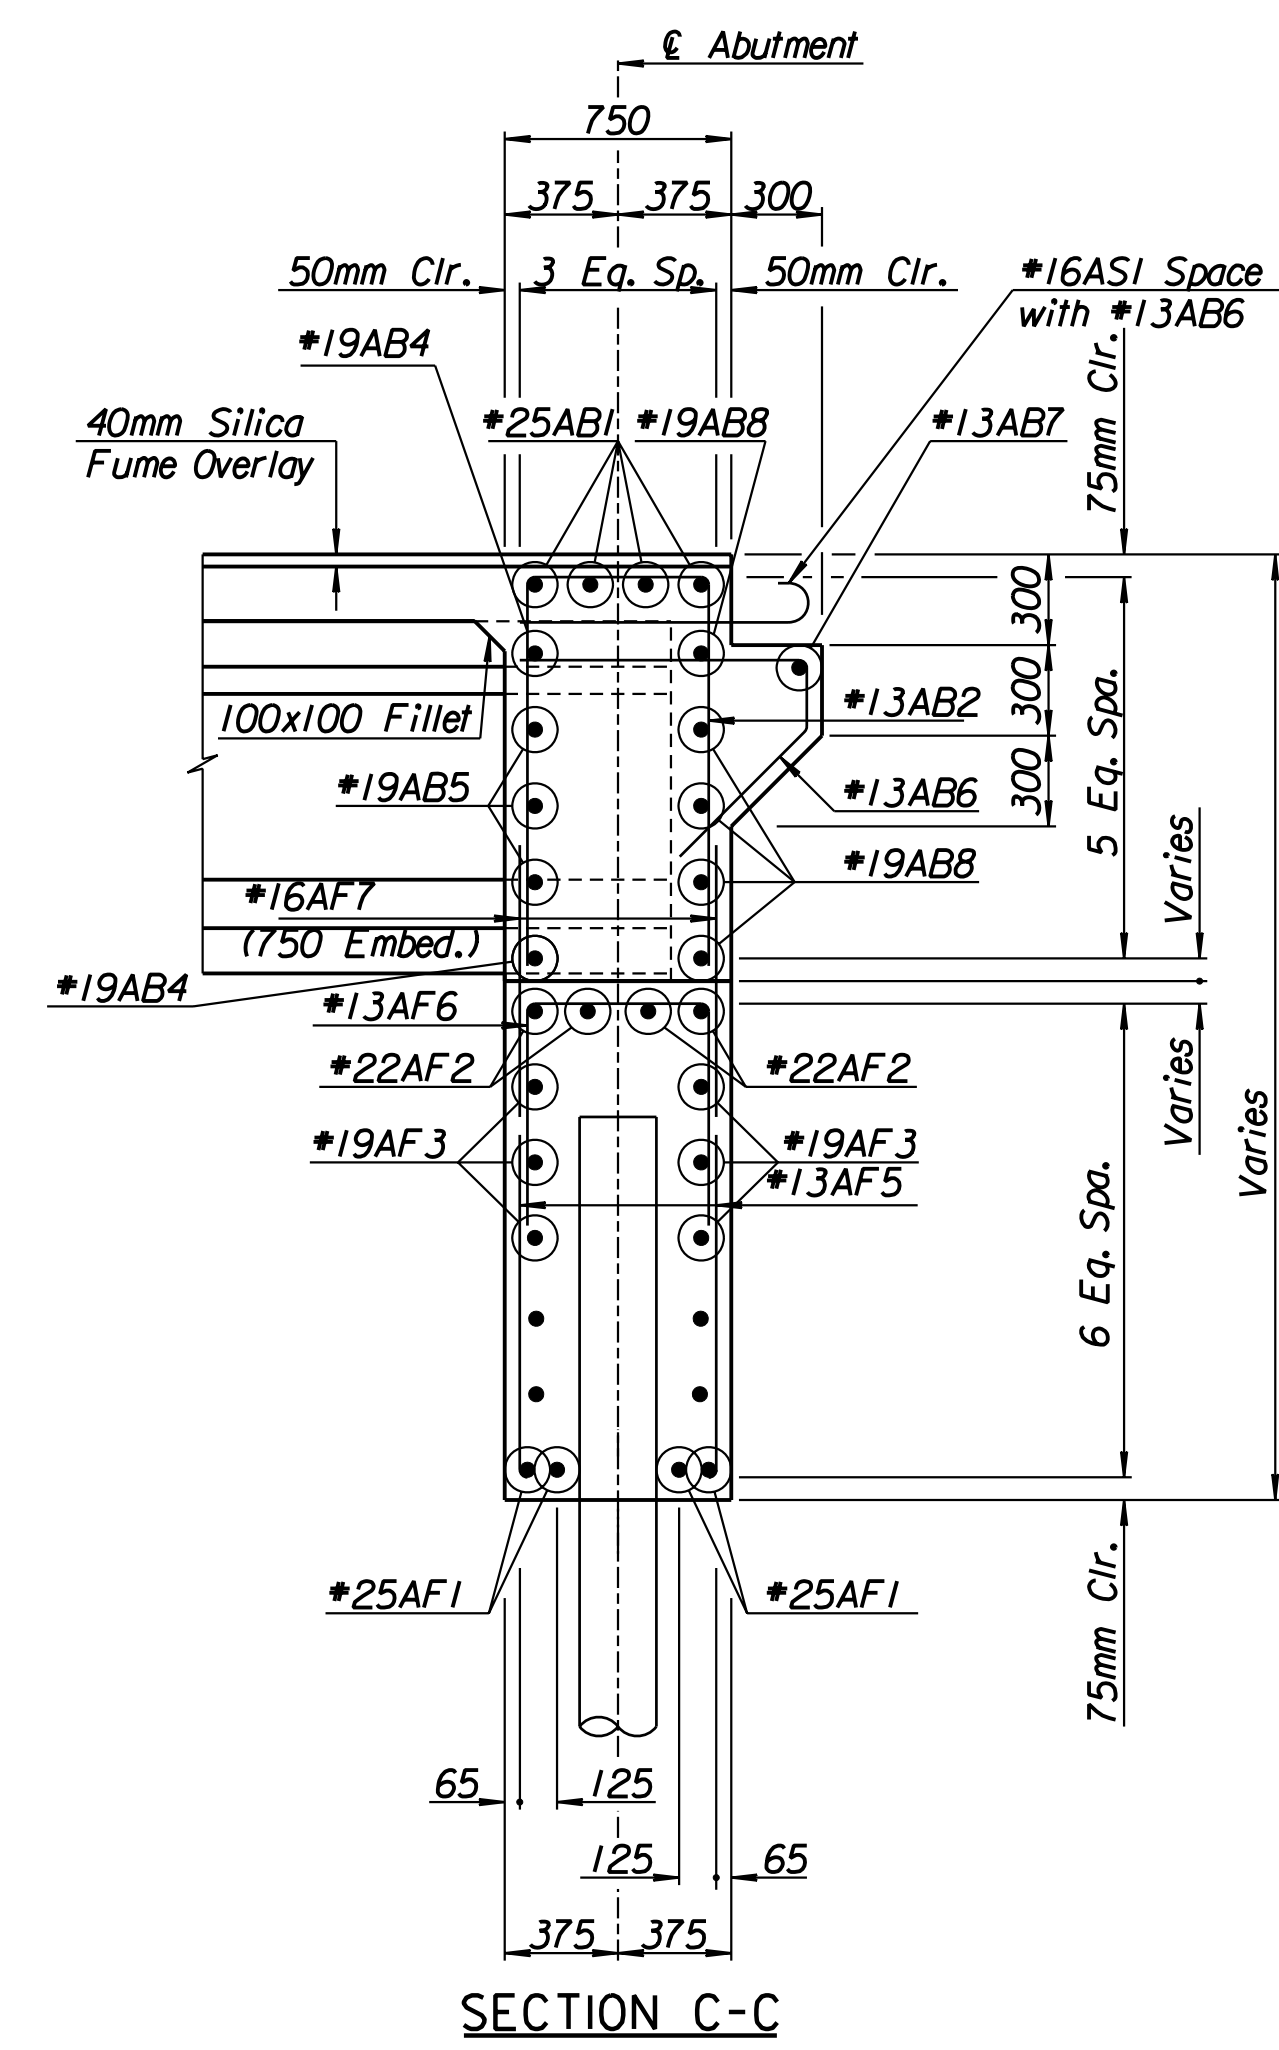 ℄ Abutment
750
375 375 300
50mm Clr. 3 Eq. Sp. 50mm Clr.
#16AS1 Space
with #13AB6
#19AB4
75mm Clr.
40mm Silica
Fume Overlay
#25AB1 #19AB8 #13AB7
300
300
300
5 Eq. Spa.
#13AB2
100x100 Fillet
#19AB5
#13AB6
#19AB8
Varies
#16AF7
(750 Embed.)
#19AB4
#13AF6
#22AF2 #22AF2
Varies
Varies
#19AF3 #19AF3
#13AF5
6 Eq. Spa.
#25AF1 #25AF1
75mm Clr.
65 125
125 65
375 375
SECTION C-C